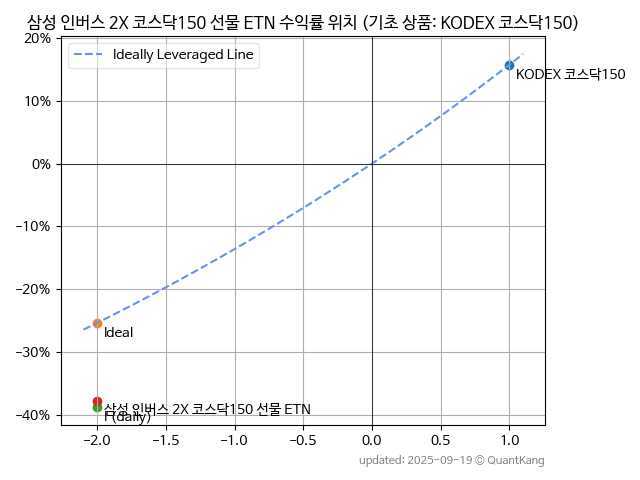 삼성 인버스 2X 코스닥150 선물 ETN 수익률 위치 (기초 상품: KODEX 코스닥150)
20%
Ideally Leveraged Line
KODEX 코스닥150
10%
0%
−10%
−20%
Ideal
−30%
삼성 인버스 2X 코스닥150 선물 ETN
(daily)
−40%
−2.0 −1.5 −1.0 −0.5 0.0 0.5 1.0
updated: 2025-09-19 © QuantKang